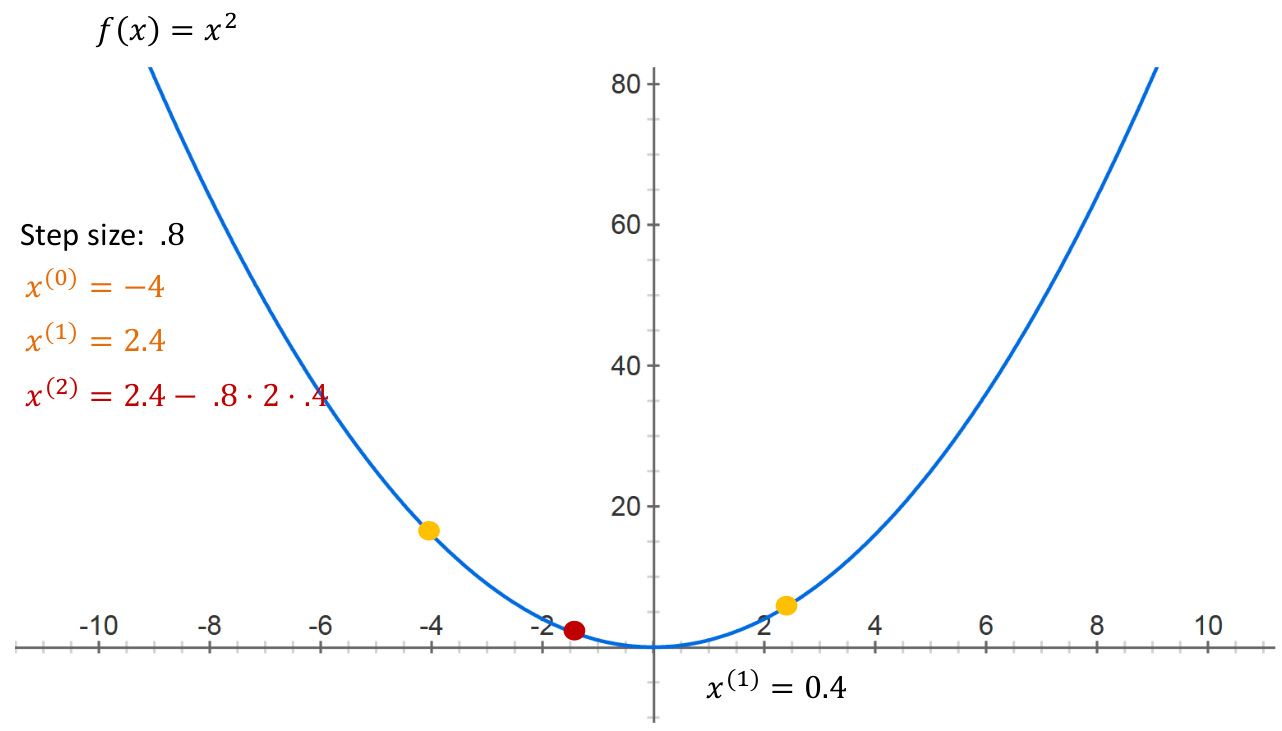 f(x) = x²
80
60
Step size: .8
x⁽⁰⁾ = −4
x⁽¹⁾ = 2.4
40
x⁽²⁾ = 2.4 − .8 · 2 · .4
20
-10 -8 -6 -4 -2 2 4 6 8 10
x⁽¹⁾ = 0.4